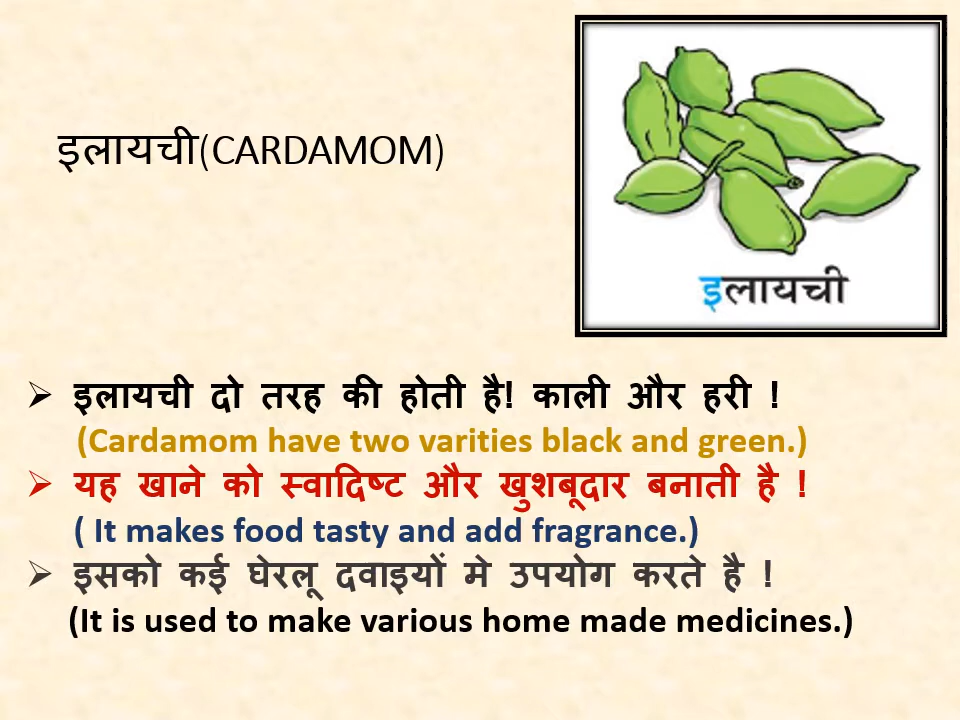 इलायची(CARDAMOM)
इलायची
➢ इलायची दो तरह की होती है! काली और हरी !
(Cardamom have two varities black and green.)
➢ यह खाने को स्वादिष्ट और खुशबूदार बनाती है !
( It makes food tasty and add fragrance.)
➢ इसको कई घेरलू दवाइयों मे उपयोग करते है !
(It is used to make various home made medicines.)